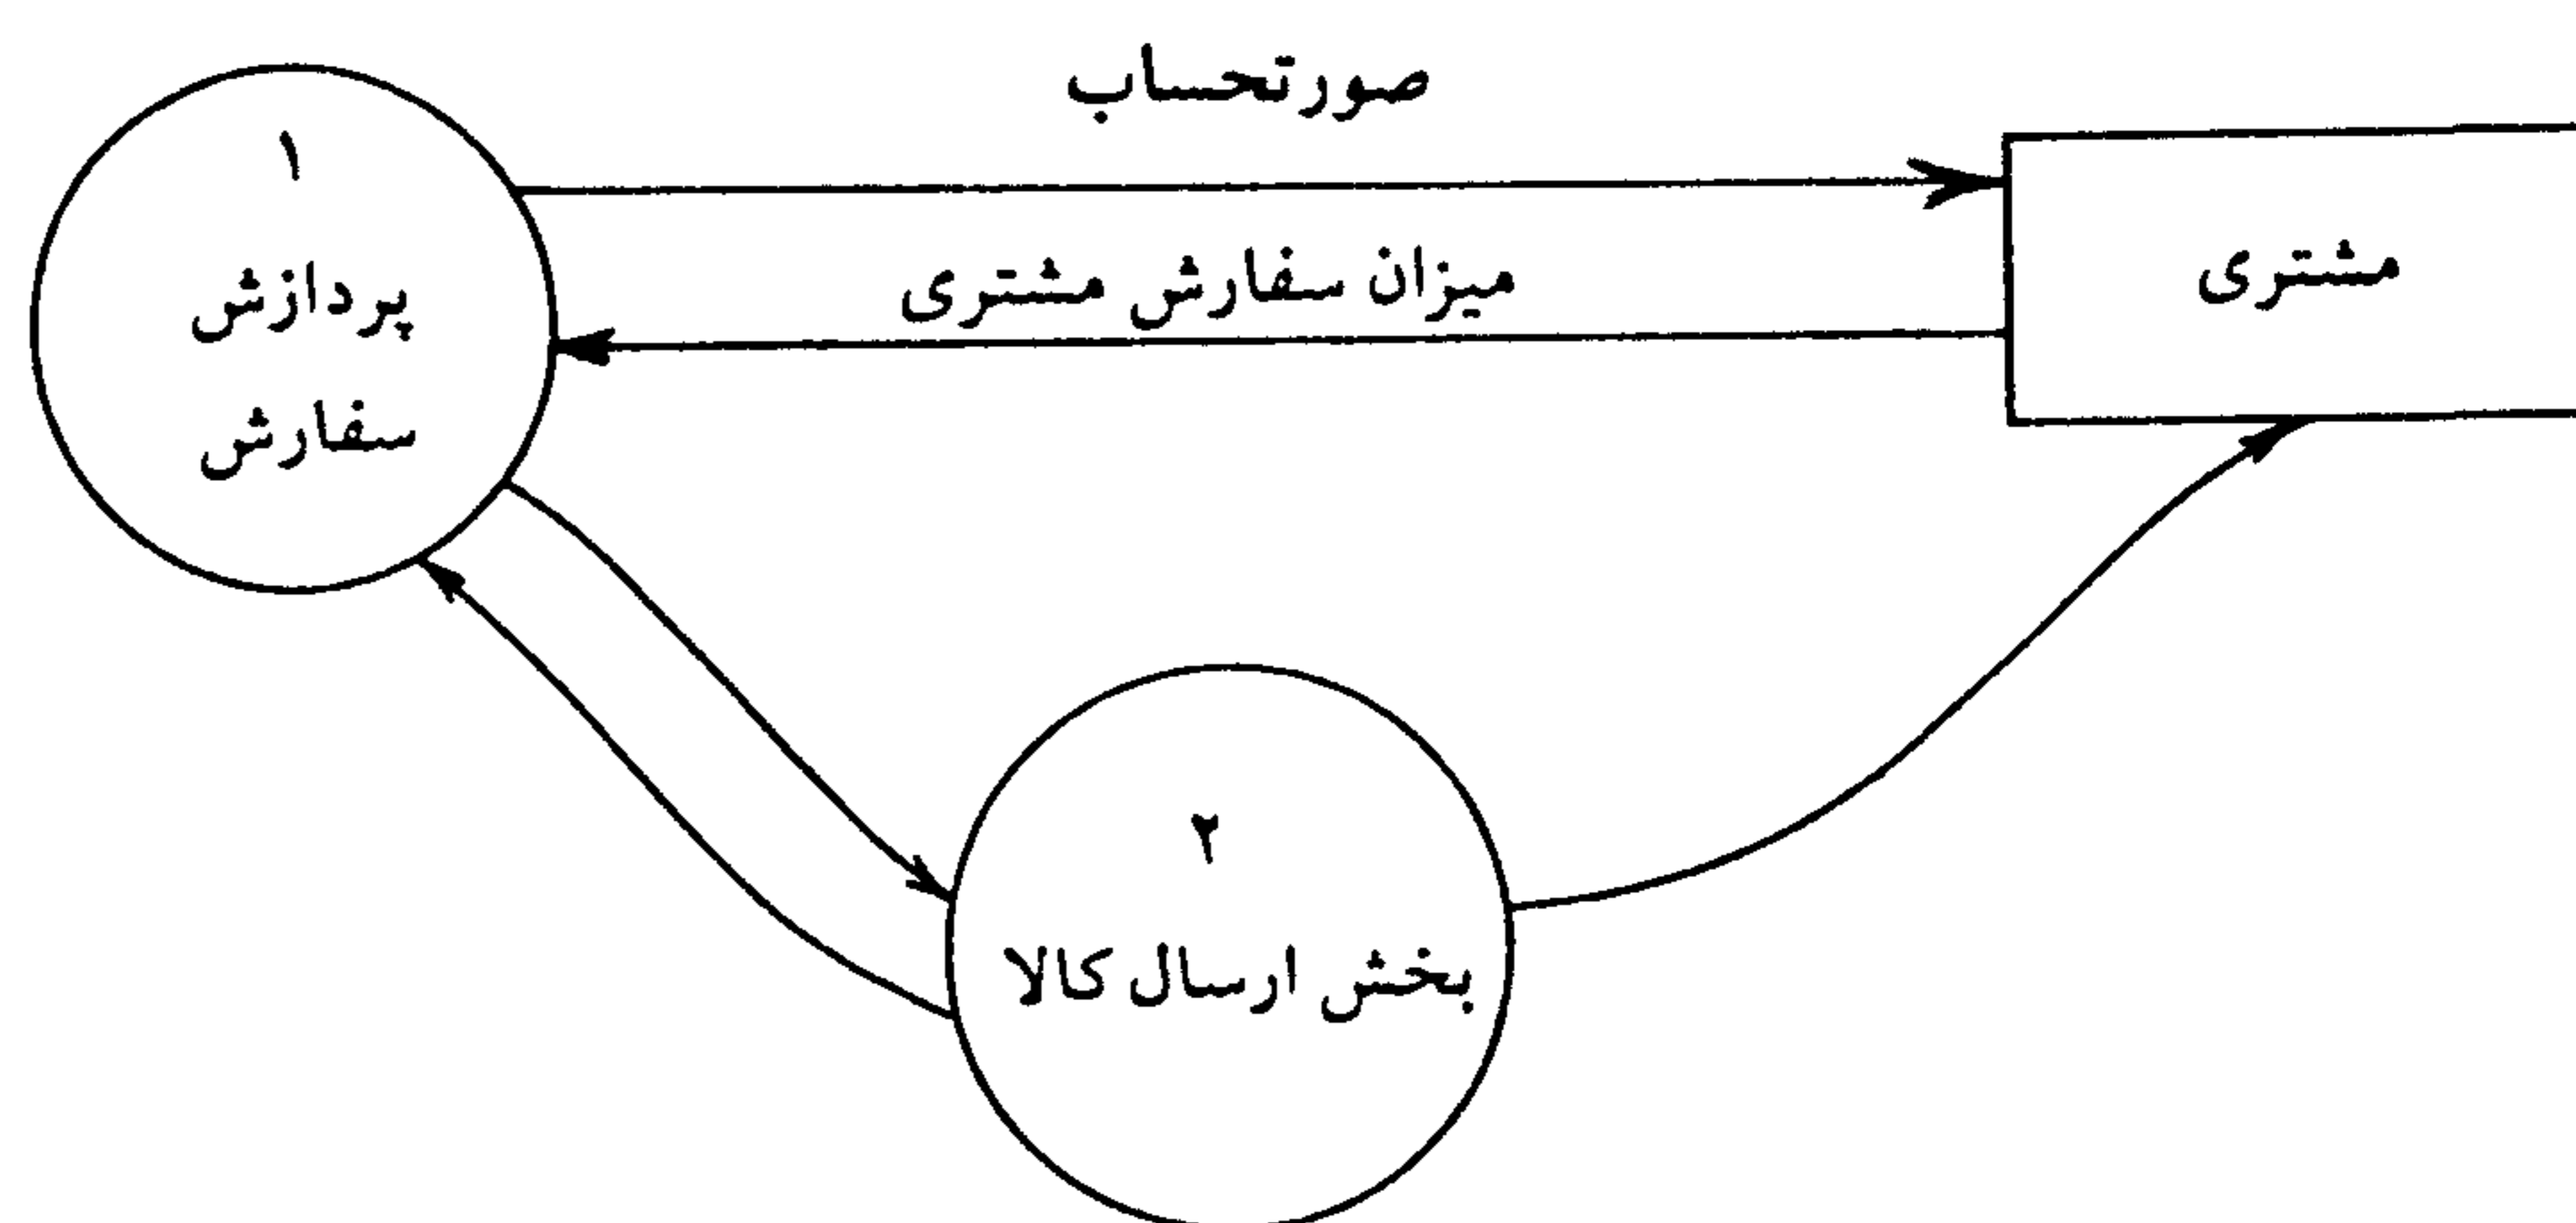 صورتحساب
۱
پردازش
سفارش
میزان سفارش مشتری
مشتری
۲
بخش ارسال کالا